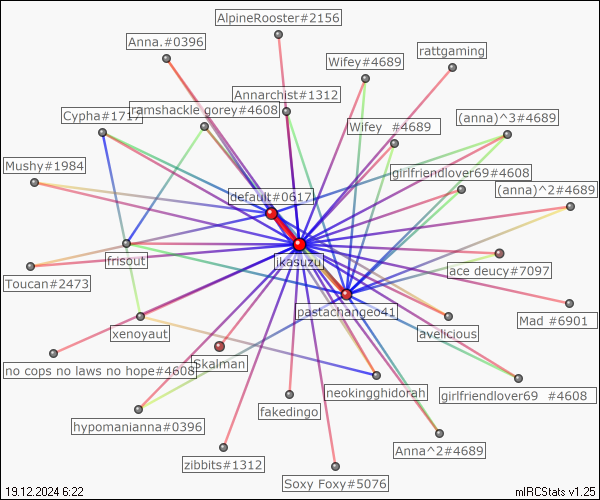 AlpineRooster#2156
Anna.#0396
rattgaming
Wifey#4689
Annarchist#1312
ramshackle gorey#4608
Cypha#1717
(anna)^3#4689
Wifey  #4689
Mushy#1984
girlfriendlover69#4608
(anna)^2#4689
default#0617
frisout
ikasuzu
ace deucy#7097
Toucan#2473
pastachangeo41
Mad #6901
xenoyaut
avelicious
Skalman
no cops no laws no hope#4608
neokingghidorah
girlfriendlover69  #4608
fakedingo
hypomanianna#0396
Anna^2#4689
zibbits#1312
Soxy Foxy#5076
19.12.2024 6:22
mIRCStats v1.25